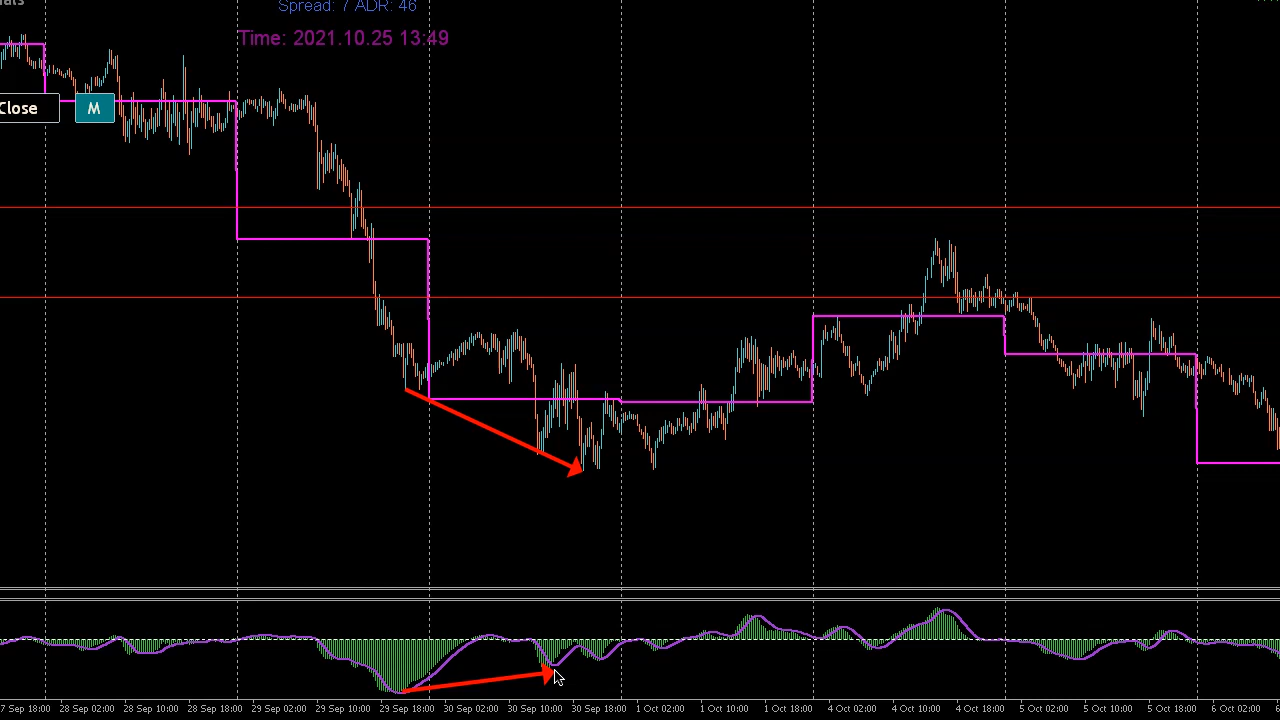 Spread: 7 ADR: 46
Time: 2021.10.25 13:49
Close
M
7 Sep 18:00 28 Sep 02:00 28 Sep 10:00 28 Sep 18:00 29 Sep 02:00 29 Sep 10:00 29 Sep 18:00 30 Sep 02:00 30 Sep 10:00 30 Sep 18:00 1 Oct 02:00 1 Oct 10:00 1 Oct 18:00 4 Oct 02:00 4 Oct 10:00 4 Oct 18:00 5 Oct 02:00 5 Oct 10:00 5 Oct 18:00 6 Oct 02:00